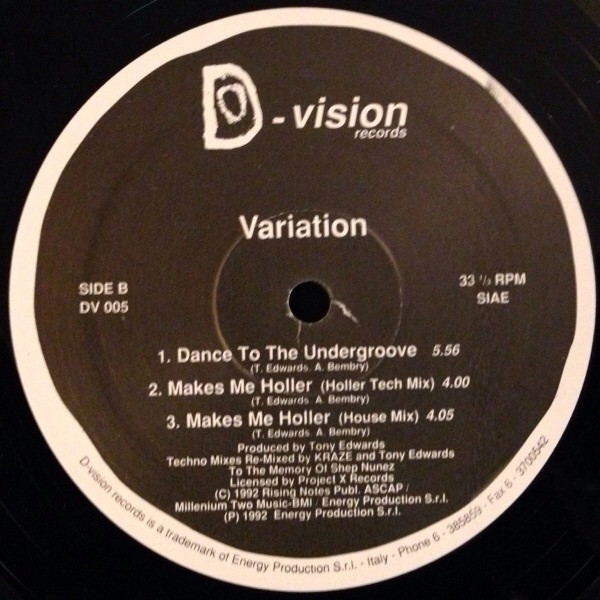 D-vision
records
Variation
SIDE B
DV 005
33 ⅓ RPM
SIAE
1. Dance To The Undergroove 5.56
(T. Edwards. A. Bembry)
2. Makes Me Holler (Holler Tech Mix) 4.00
(T. Edwards. A. Bembry)
3. Makes Me Holler (House Mix) 4.05
(T. Edwards. A. Bembry)
Produced by Tony Edwards
Techno Mixes Re-Mixed by KRAZE and Tony Edwards
To The Memory Of Shep Nunez
Licensed by Project X Records
(C) 1992 Rising Notes Publ. ASCAP /
Millenium Two Music-BMI / Energy Production S.r.l.
(P) 1992 Energy Production S.r.l.
D-vision records is a trademark of Energy Production S.r.l. - Italy - Phone 6 - 385859 - Fax 6 - 3700542